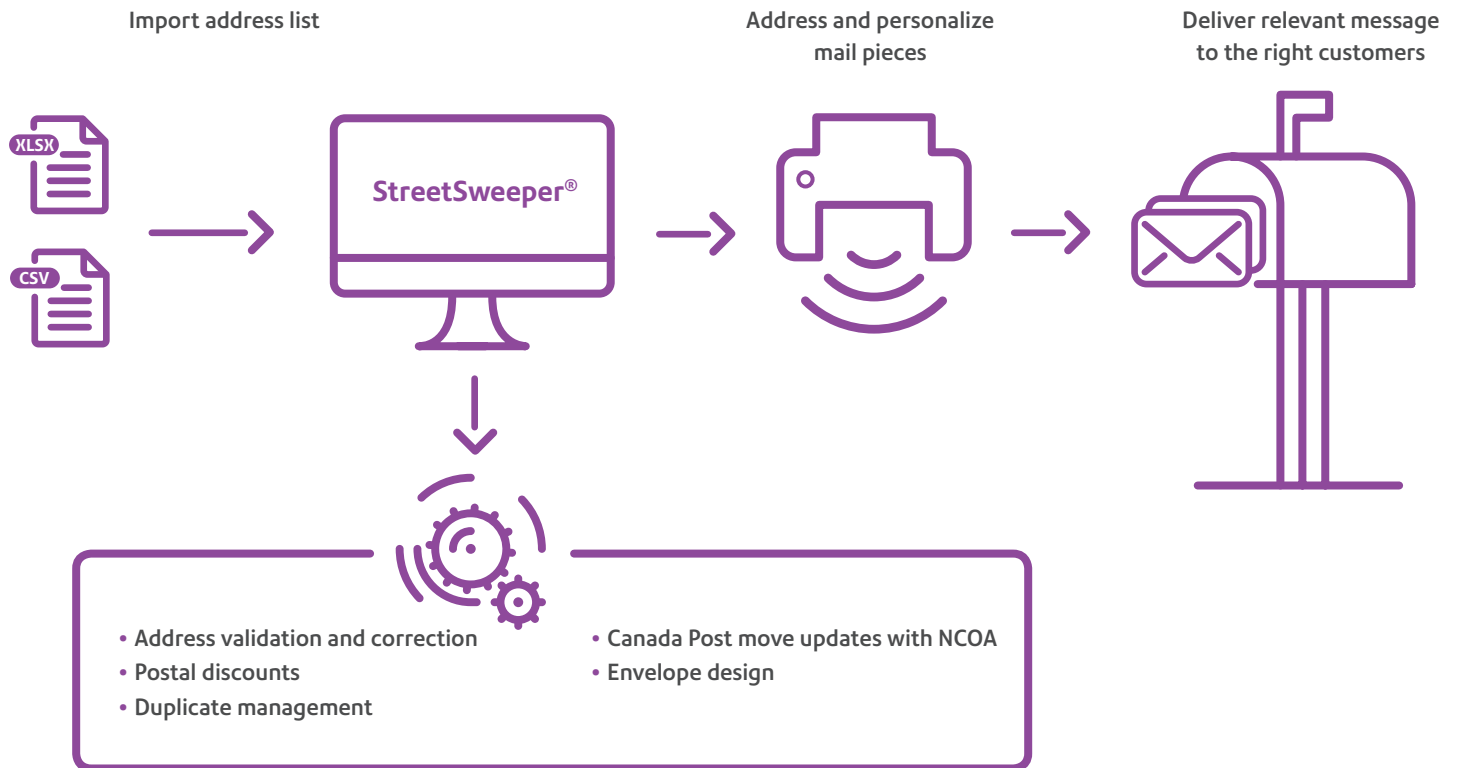 Import address list
Address and personalize
mail pieces
Deliver relevant message
to the right customers
XLSX
CSV
StreetSweeper®
• Address validation and correction
• Postal discounts
• Duplicate management
• Canada Post move updates with NCOA
• Envelope design